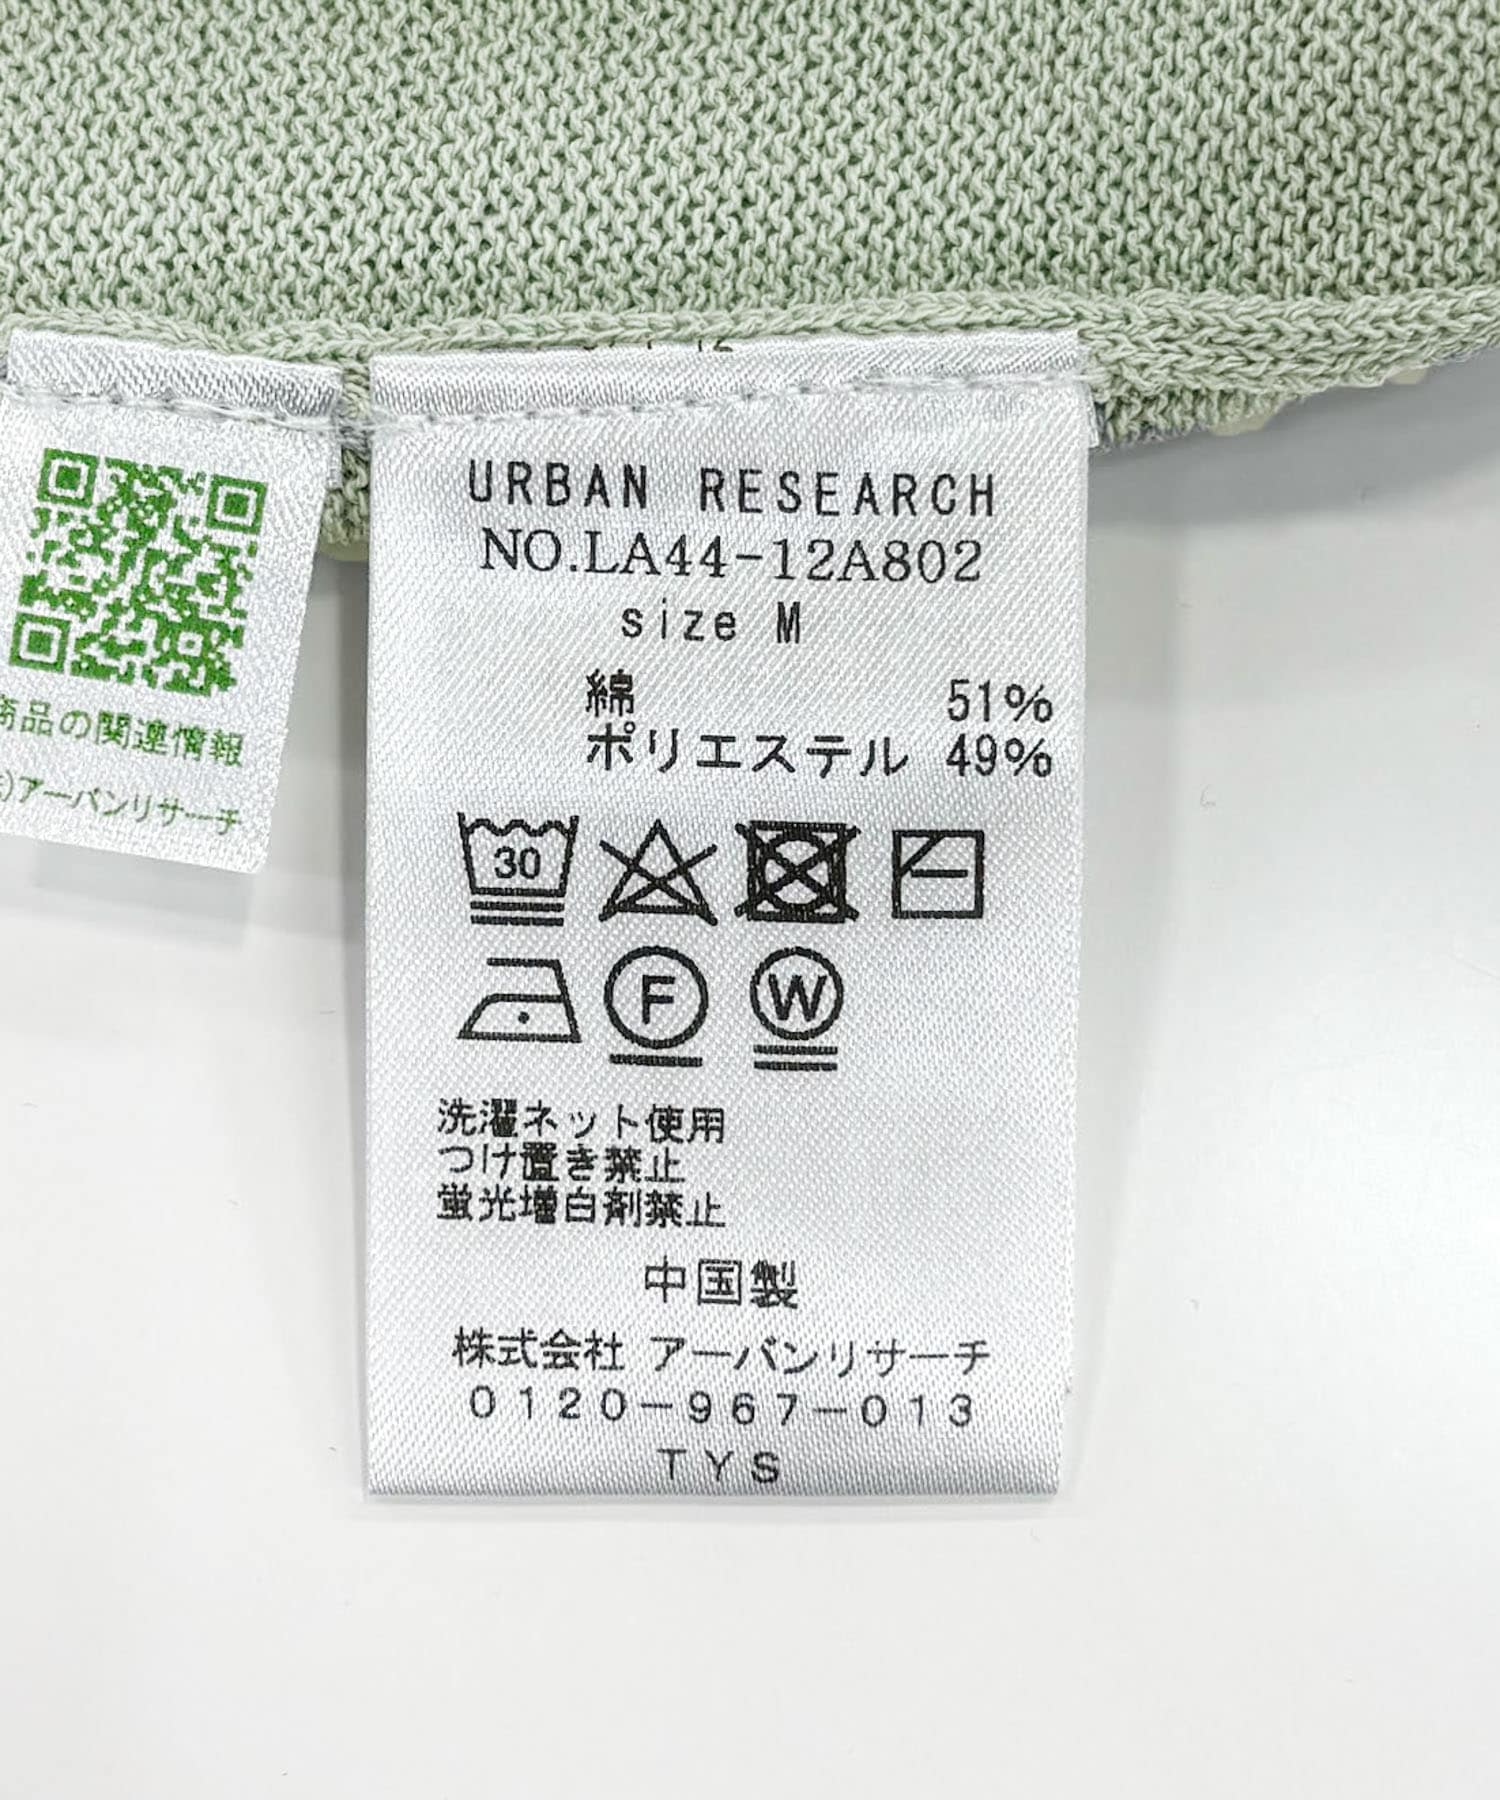 商品の関連情報
アーバンリサーチ
URBAN RESEARCH
NO.LA44-12A802
size M
綿 51%
ポリエステル 49%
30
F
W
洗濯ネット使用
つけ置き禁止
蛍光増白剤禁止
中国製
株式会社 アーバンリサーチ
0120-967-013
TYS